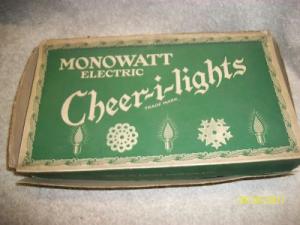 MONOWATT
ELECTRIC
Cheer-i-lights
TRADE MARK